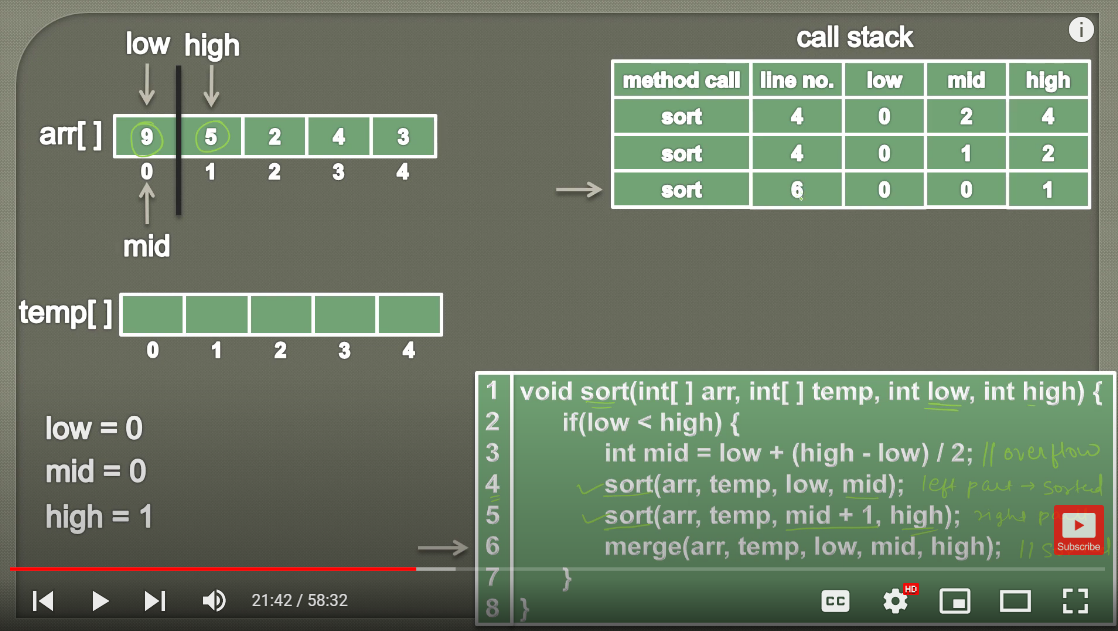 low high
arr[ ] 9 5 2 4 3
0 1 2 3 4
mid
temp[ ]
0 1 2 3 4
low = 0
mid = 0
high = 1
call stack
method call line no. low mid high
sort 4 0 2 4
sort 4 0 1 2
sort 6 0 0 1
1 void sort(int[ ] arr, int[ ] temp, int low, int high) {
2 if(low < high) {
3 int mid = low + (high - low) / 2; // overflow
4 sort(arr, temp, low, mid); left part → sorted
5 sort(arr, temp, mid + 1, high); right
6 merge(arr, temp, low, mid, high); //
7 }
8 }
Subscribe
21:42 / 58:32
CC
HD
i